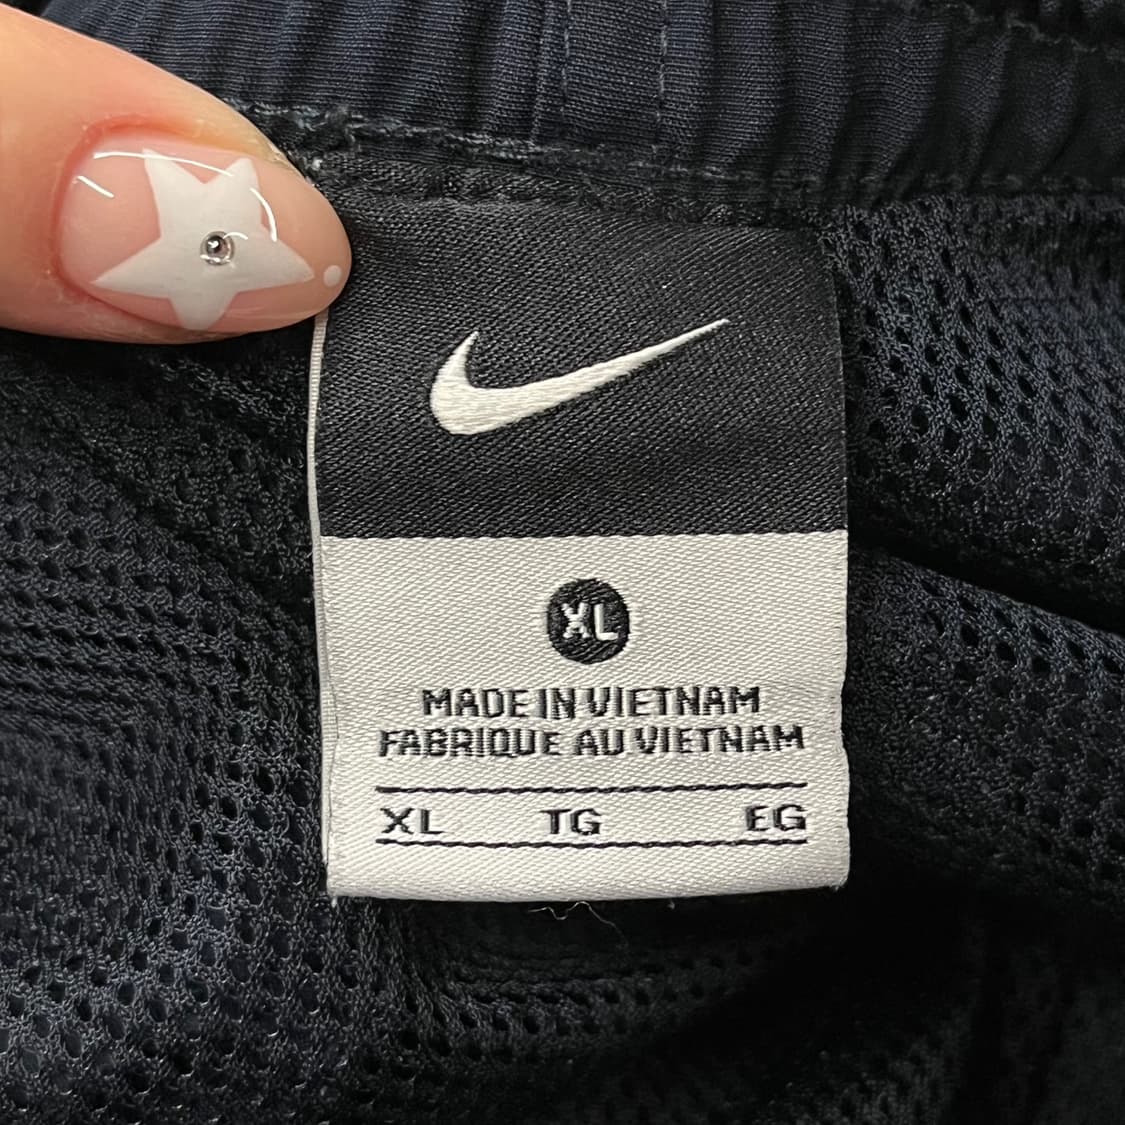 XL
MADE IN VIETNAM
FABRIQUE AU VIETNAM
XL TG EG